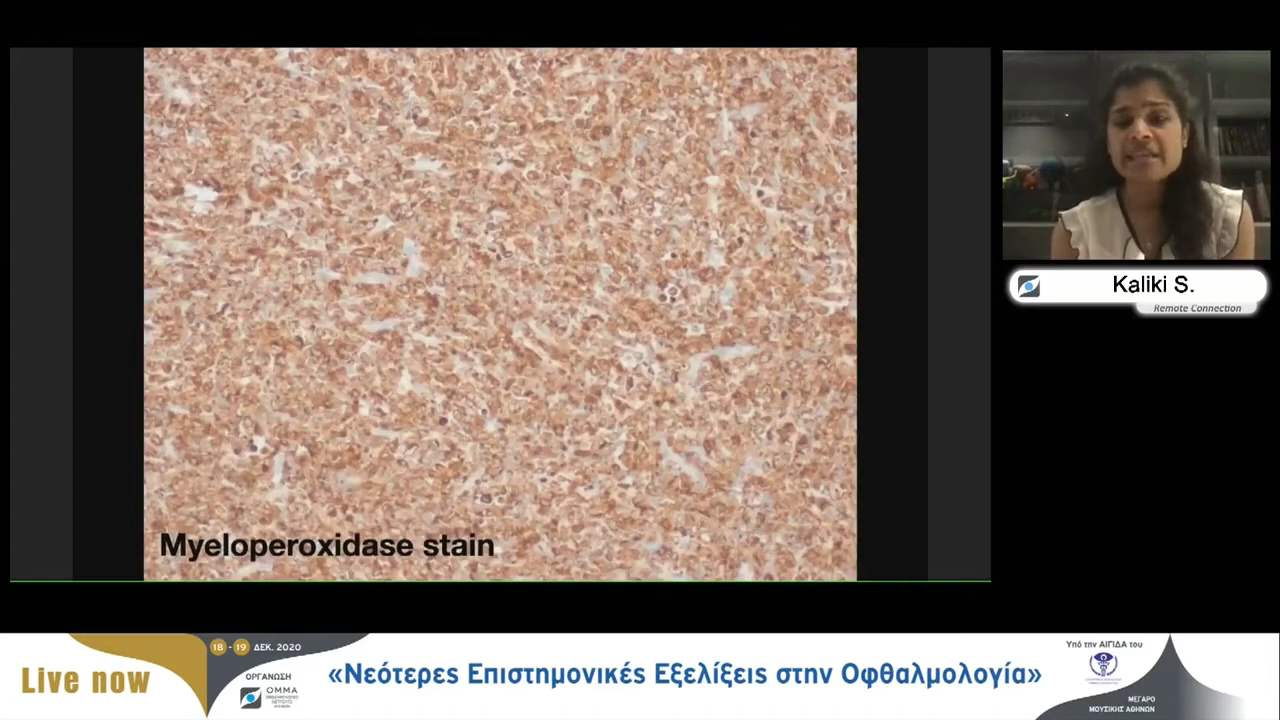 Myeloperoxidase stain
Kaliki S.
Remote Connection
Live now
18 - 19 ΔΕΚ. 2020
ΟΡΓΑΝΩΣΗ
ΟΜΜΑ
«Νεότερες Επιστημονικές Εξελίξεις στην Οφθαλμολογία»
Υπό την ΑΙΓΙΔΑ του
ΜΕΓΑΡΟ
ΜΟΥΣΙΚΗΣ ΑΘΗΝΩΝ